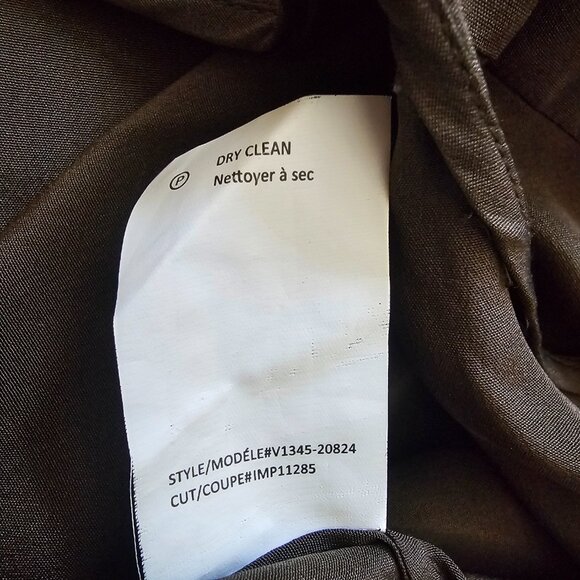 DRY CLEAN
Ⓟ Nettoyer à sec
STYLE/MODÉLE#V1345-20824
CUT/COUPE#IMP11285